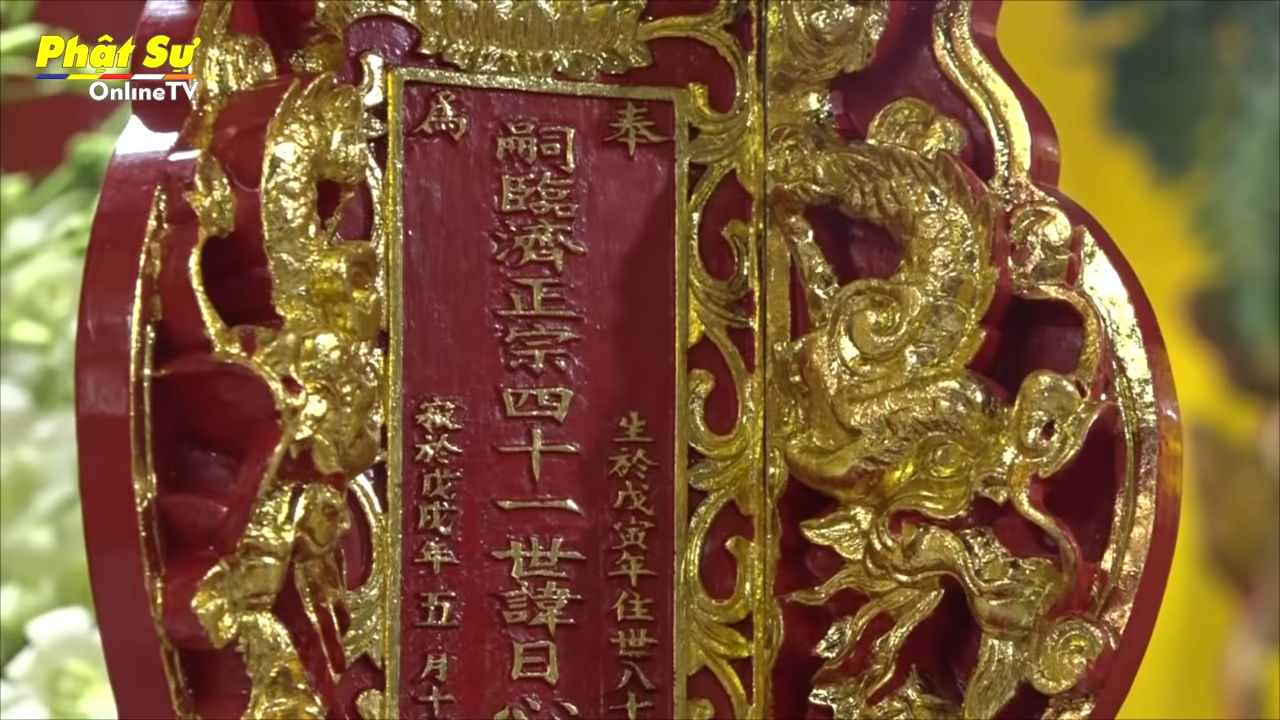 Phật Sự
OnlineTV
奉
為
嗣臨濟正宗四十一世諱日
生於戊寅年住世八十
寂於戊戌年五月十